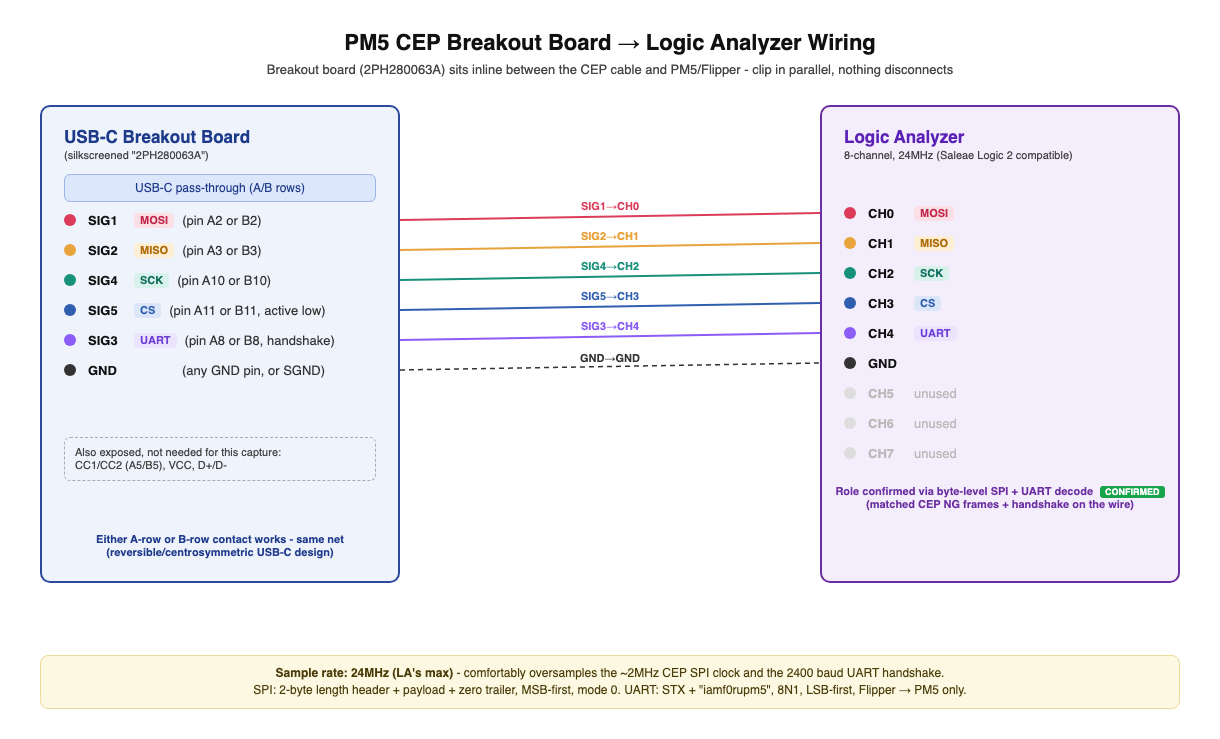 PM5 CEP Breakout Board → Logic Analyzer Wiring
Breakout board (2PH280063A) sits inline between the CEP cable and PM5/Flipper - clip in parallel, nothing disconnects
USB-C Breakout Board
(silkscreened "2PH280063A")
USB-C pass-through (A/B rows)
SIG1 MOSI (pin A2 or B2)
SIG2 MISO (pin A3 or B3)
SIG4 SCK (pin A10 or B10)
SIG5 CS (pin A11 or B11, active low)
SIG3 UART (pin A8 or B8, handshake)
GND (any GND pin, or SGND)
Also exposed, not needed for this capture:
CC1/CC2 (A5/B5), VCC, D+/D-
Either A-row or B-row contact works - same net
(reversible/centrosymmetric USB-C design)
SIG1→CH0
SIG2→CH1
SIG4→CH2
SIG5→CH3
SIG3→CH4
GND→GND
Logic Analyzer
8-channel, 24MHz (Saleae Logic 2 compatible)
CH0 MOSI
CH1 MISO
CH2 SCK
CH3 CS
CH4 UART
GND
CH5 unused
CH6 unused
CH7 unused
Role confirmed via byte-level SPI + UART decode CONFIRMED
(matched CEP NG frames + handshake on the wire)
Sample rate: 24MHz (LA's max) - comfortably oversamples the ~2MHz CEP SPI clock and the 2400 baud UART handshake.
SPI: 2-byte length header + payload + zero trailer, MSB-first, mode 0. UART: STX + "iamf0rupm5", 8N1, LSB-first, Flipper → PM5 only.